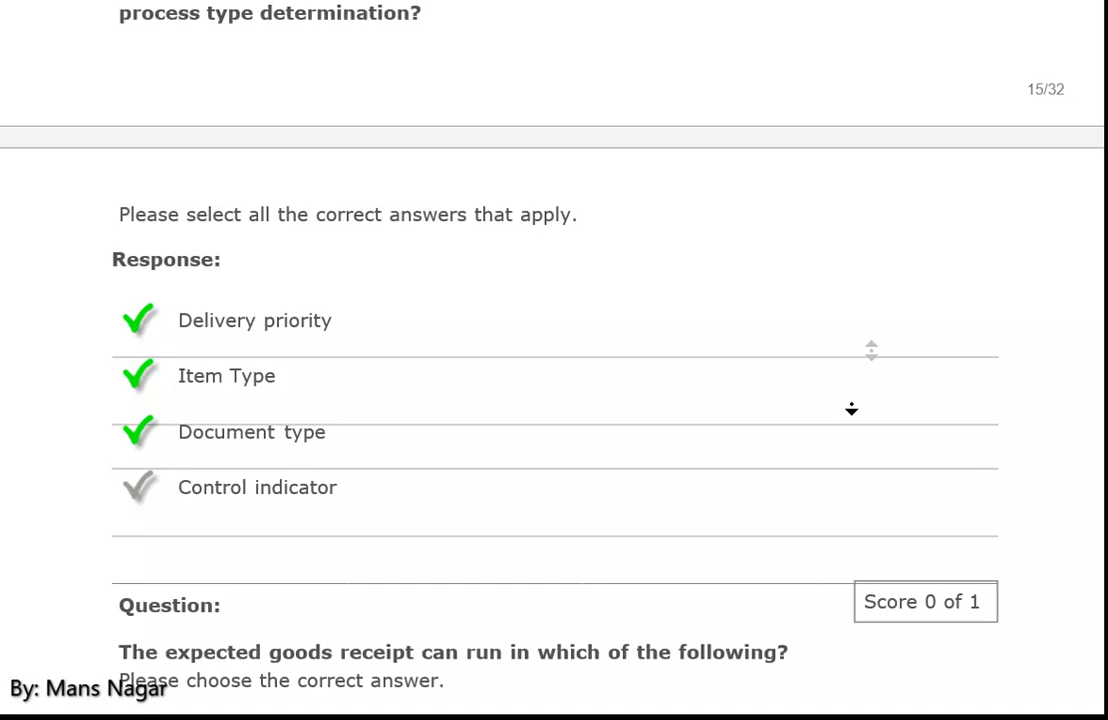 process type determination?
15/32
Please select all the correct answers that apply.
Response:
Delivery priority
Item Type
Document type
Control indicator
Question:
Score 0 of 1
The expected goods receipt can run in which of the following?
Please choose the correct answer.
By: Mans Nagar